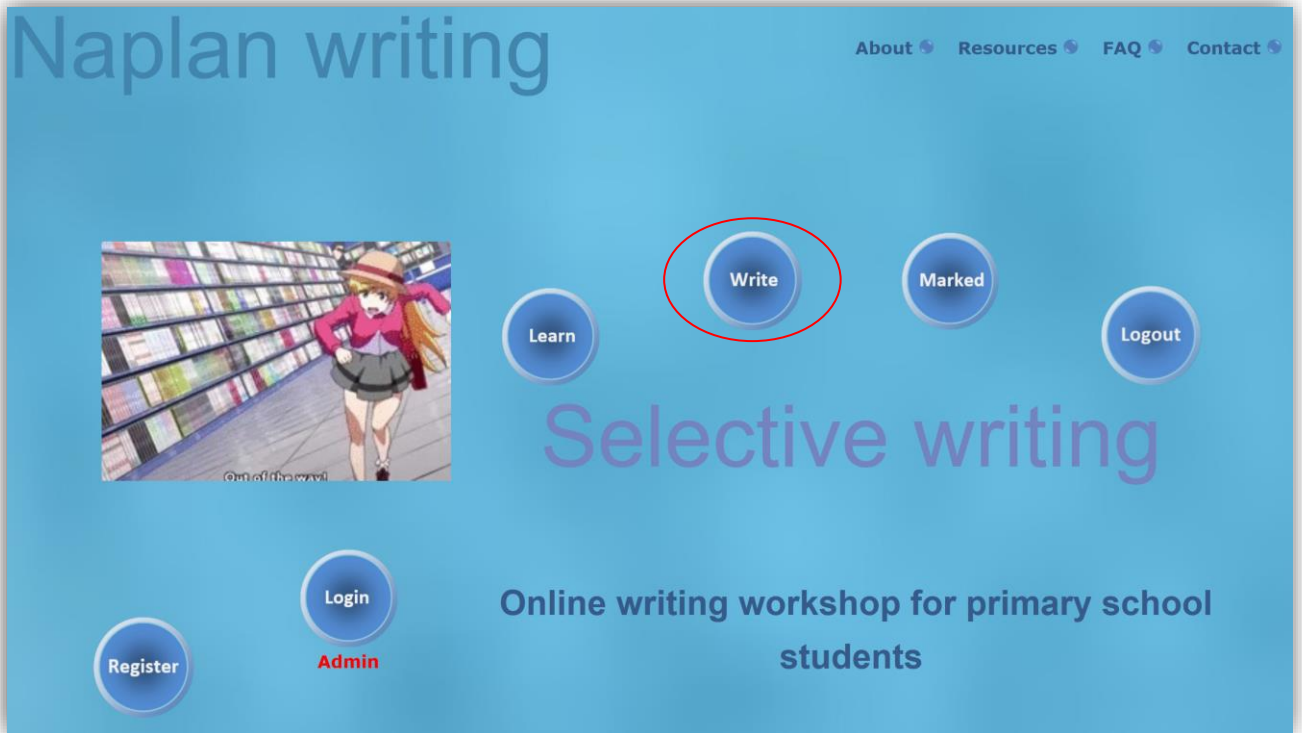 Naplan writing
About Resources FAQ Contact
Write
Marked
Learn
Logout
Out of the way!
Selective writing
Login
Admin
Register
Online writing workshop for primary school
students